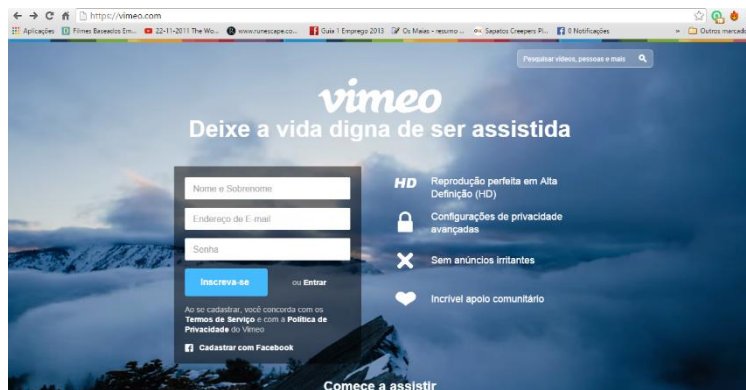 https://vimeo.com
Aplicações Filmes Baseados Em... 22-11-2011 The Wo... www.runescape.co... Guia 1 Emprego 2013 Os Maias - resumo ... Sapatos Creepers Pl... 0 Notificações » Outros marcado
Pesquisar vídeos, pessoas e mais
vimeo
Deixe a vida digna de ser assistida
Nome e Sobrenome
Endereço de E-mail
Senha
Inscreva-se ou Entrar
Ao se cadastrar, você concorda com os
Termos de Serviço e com a Política de
Privacidade do Vimeo
Cadastrar com Facebook
HD Reprodução perfeita em Alta
Definição (HD)
Configurações de privacidade
avançadas
Sem anúncios irritantes
Incrível apoio comunitário
Comece a assistir